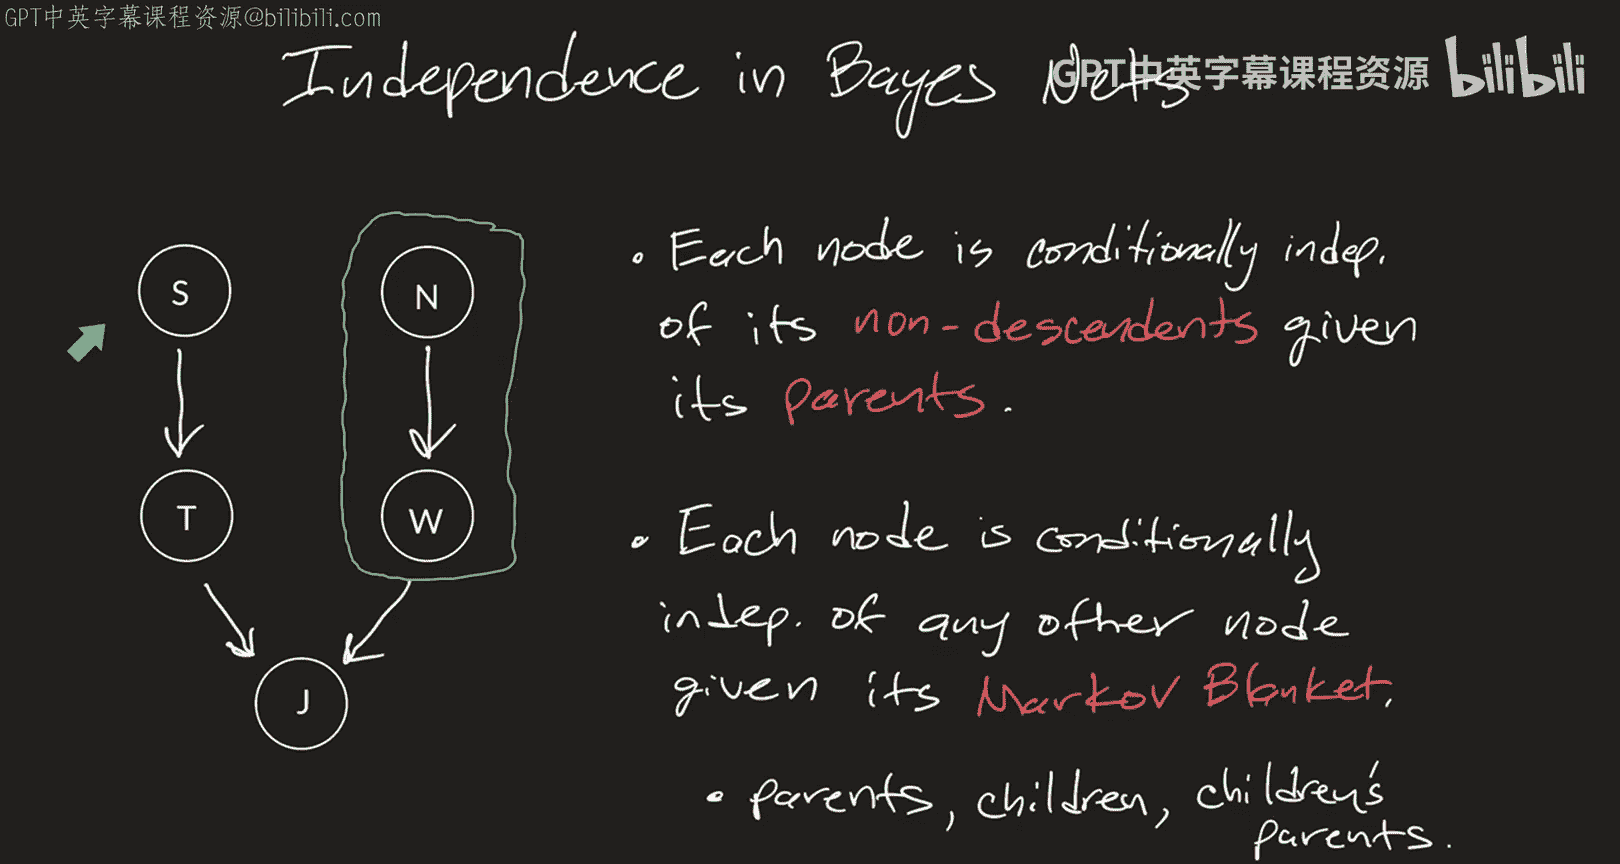 GPT中英字幕课程资源@bilibili.com
Independence in Bayes Nets
GPT中英字幕课程资源 bilibili
S
N
• Each node is conditionally indep.
of its non-descendents given
its parents.
T
W
• Each node is conditionally
indep. of any other node
given its Markov Blanket.
J
• parents, children, children's
parents.